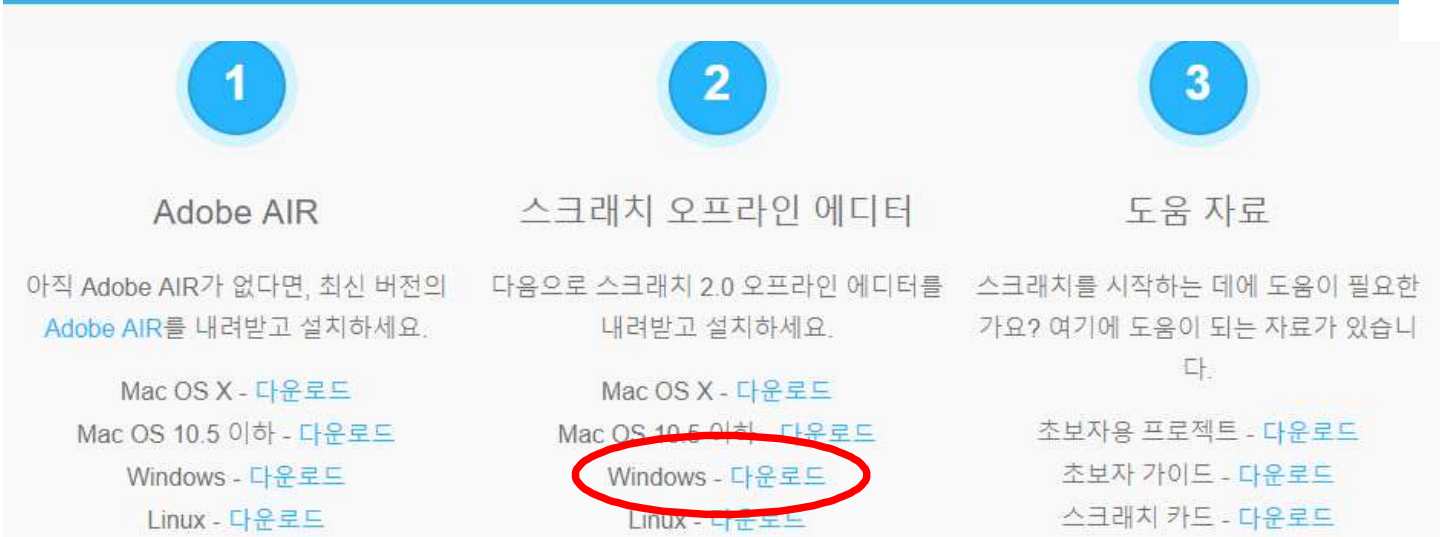 1
Adobe AIR
아직 Adobe AIR가 없다면, 최신 버전의
Adobe AIR를 내려받고 설치하세요.
Mac OS X - 다운로드
Mac OS 10.5 이하 - 다운로드
Windows - 다운로드
Linux - 다운로드
2
스크래치 오프라인 에디터
다음으로 스크래치 2.0 오프라인 에디터를
내려받고 설치하세요.
Mac OS X - 다운로드
Mac OS 10.5 이하 - 다운로드
Windows - 다운로드
Linux - 다운로드
3
도움 자료
스크래치를 시작하는 데에 도움이 필요한
가요? 여기에 도움이 되는 자료가 있습니
다.
초보자용 프로젝트 - 다운로드
초보자 가이드 - 다운로드
스크래치 카드 - 다운로드